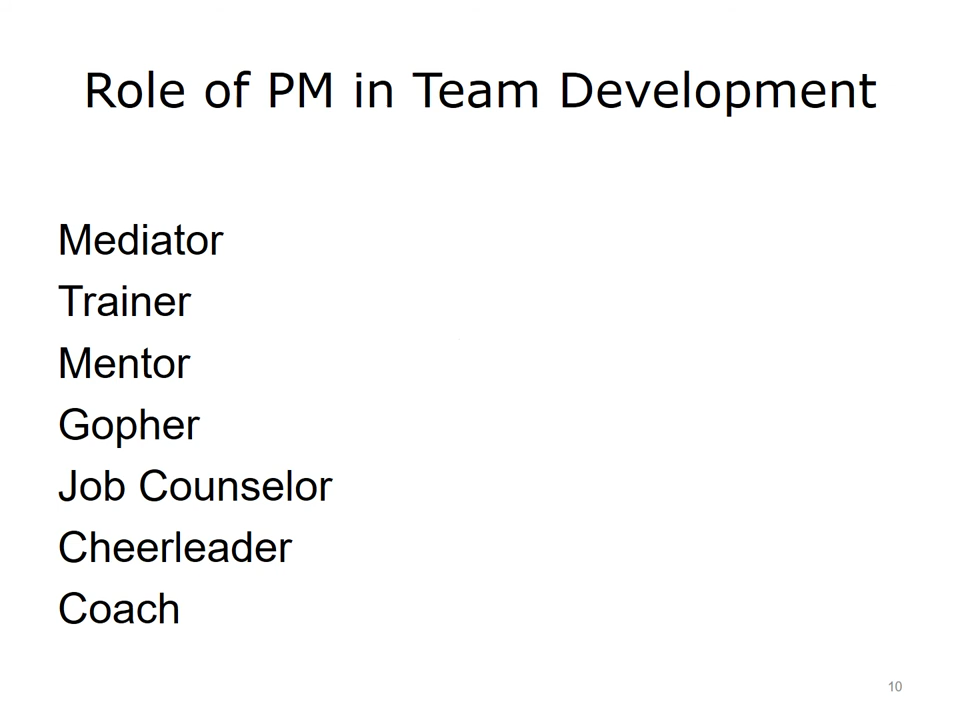 Role of PM in Team Development
Mediator
Trainer
Mentor
Gopher
Job Counselor
Cheerleader
Coach
10